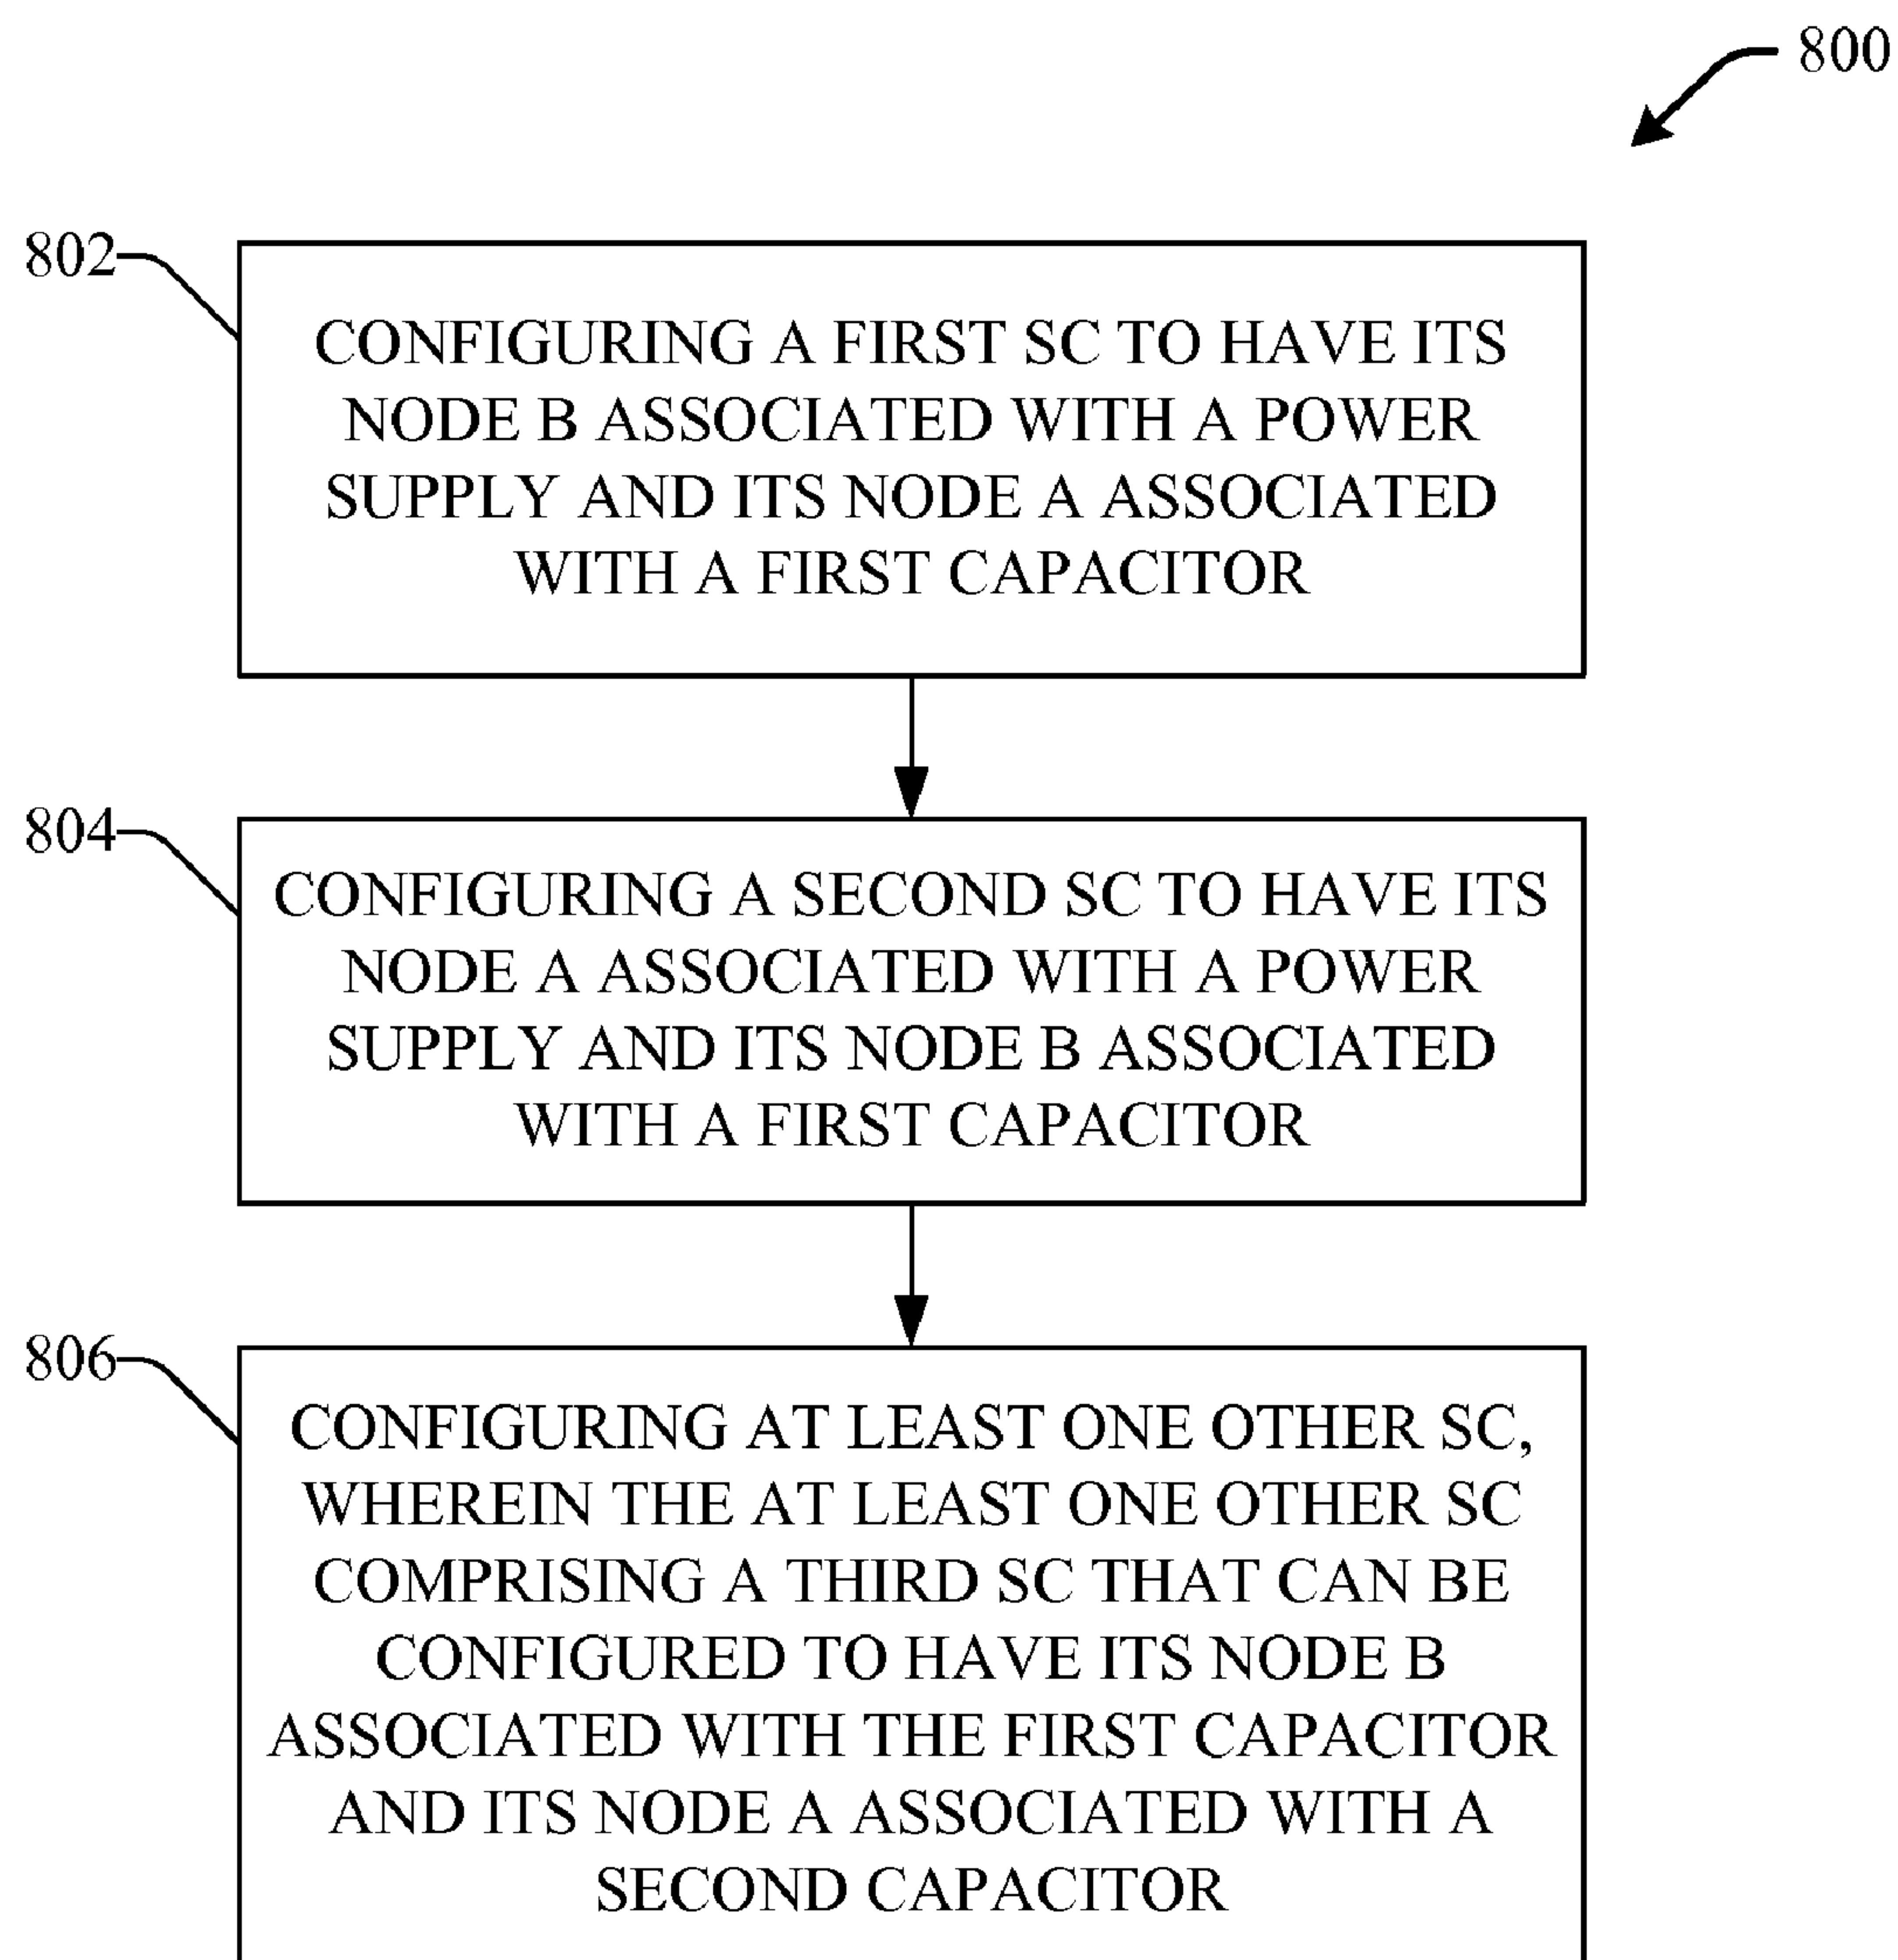 800
802
CONFIGURING A FIRST SC TO HAVE ITS
NODE B ASSOCIATED WITH A POWER
SUPPLY AND ITS NODE A ASSOCIATED
WITH A FIRST CAPACITOR
804
CONFIGURING A SECOND SC TO HAVE ITS
NODE A ASSOCIATED WITH A POWER
SUPPLY AND ITS NODE B ASSOCIATED
WITH A FIRST CAPACITOR
806
CONFIGURING AT LEAST ONE OTHER SC,
WHEREIN THE AT LEAST ONE OTHER SC
COMPRISING A THIRD SC THAT CAN BE
CONFIGURED TO HAVE ITS NODE B
ASSOCIATED WITH THE FIRST CAPACITOR
AND ITS NODE A ASSOCIATED WITH A
SECOND CAPACITOR